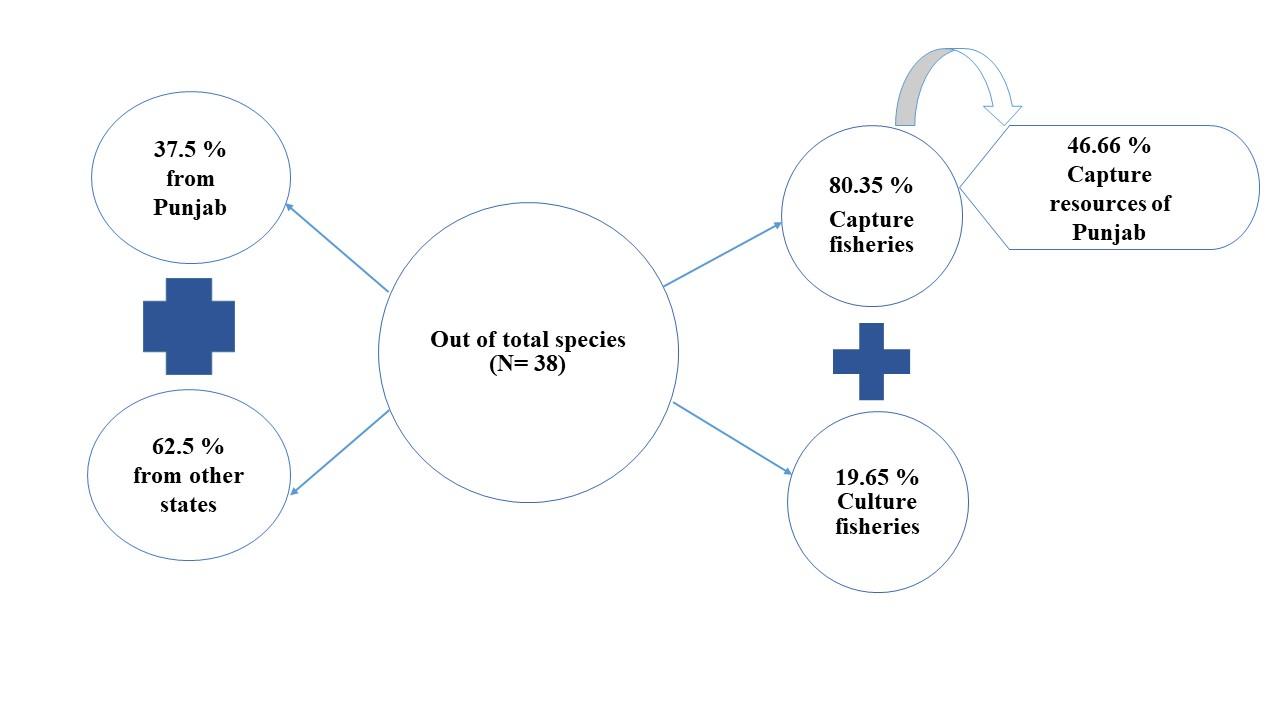 37.5 %
from
Punjab
62.5 %
from other
states
Out of total species
(N= 38)
80.35 %
Capture
fisheries
19.65 %
Culture
fisheries
46.66 %
Capture
resources of
Punjab